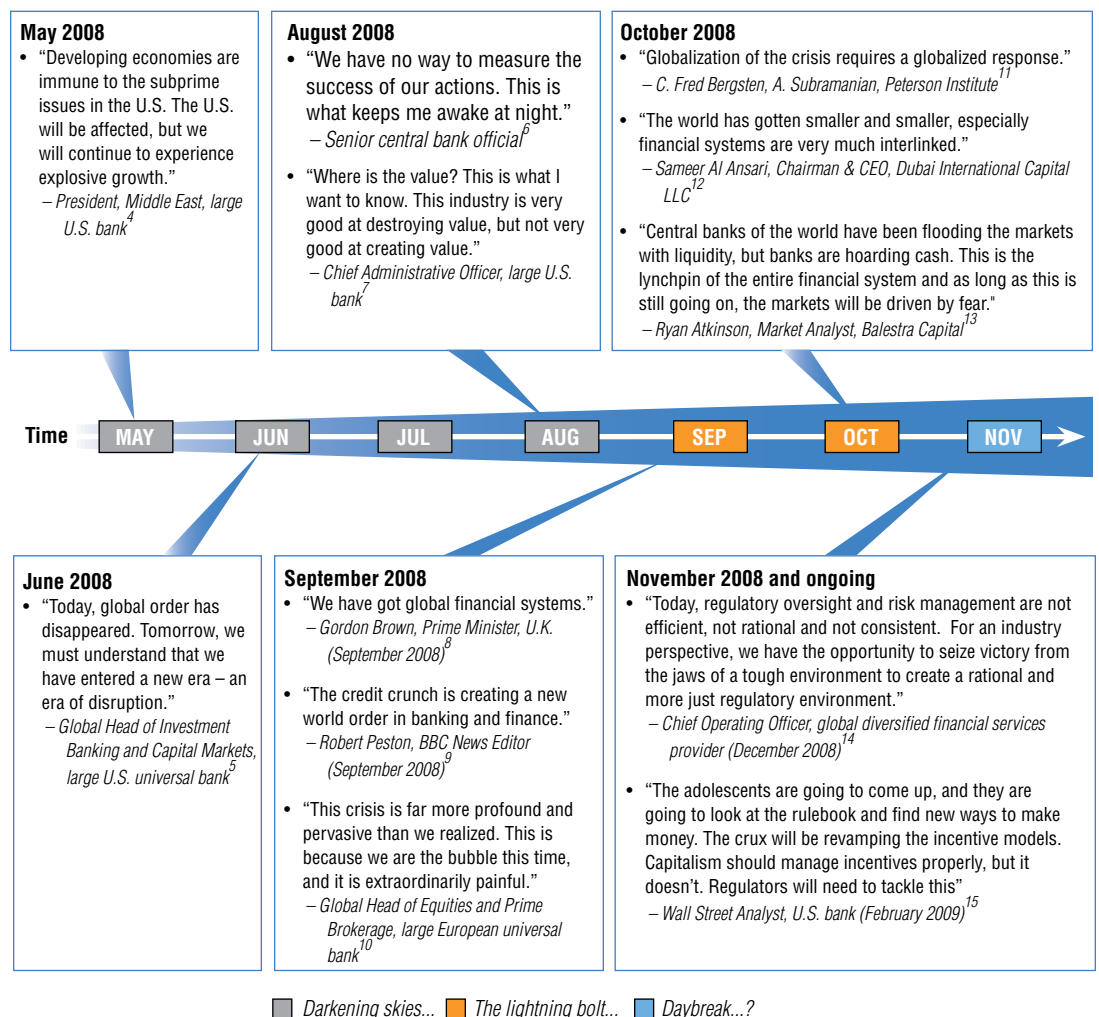 May 2008
• “Developing economies are
immune to the subprime
issues in the U.S. The U.S.
will be affected, but we
will continue to experience
explosive growth.”
– President, Middle East, large
U.S. bank4
August 2008
• “We have no way to measure the
success of our actions. This is
what keeps me awake at night.”
– Senior central bank official6
• “Where is the value? This is what I
want to know. This industry is very
good at destroying value, but not very
good at creating value.”
– Chief Administrative Officer, large U.S.
bank7
October 2008
• “Globalization of the crisis requires a globalized response.”
– C. Fred Bergsten, A. Subramanian, Peterson Institute11
• “The world has gotten smaller and smaller, especially
financial systems are very much interlinked.”
– Sameer Al Ansari, Chairman & CEO, Dubai International Capital
LLC12
• “Central banks of the world have been flooding the markets
with liquidity, but banks are hoarding cash. This is the
lynchpin of the entire financial system and as long as this is
still going on, the markets will be driven by fear."
– Ryan Atkinson, Market Analyst, Balestra Capital13
Time MAY JUN JUL AUG SEP OCT NOV
June 2008
• “Today, global order has
disappeared. Tomorrow, we
must understand that we
have entered a new era – an
era of disruption.”
– Global Head of Investment
Banking and Capital Markets,
large U.S. universal bank5
September 2008
• “We have got global financial systems.”
– Gordon Brown, Prime Minister, U.K.
(September 2008)8
• “The credit crunch is creating a new
world order in banking and finance.”
– Robert Peston, BBC News Editor
(September 2008)9
• “This crisis is far more profound and
pervasive than we realized. This is
because we are the bubble this time,
and it is extraordinarily painful.”
– Global Head of Equities and Prime
Brokerage, large European universal
bank10
November 2008 and ongoing
• “Today, regulatory oversight and risk management are not
efficient, not rational and not consistent. For an industry
perspective, we have the opportunity to seize victory from
the jaws of a tough environment to create a rational and
more just regulatory environment.”
– Chief Operating Officer, global diversified financial services
provider (December 2008)14
• “The adolescents are going to come up, and they are
going to look at the rulebook and find new ways to make
money. The crux will be revamping the incentive models.
Capitalism should manage incentives properly, but it
doesn’t. Regulators will need to tackle this”
– Wall Street Analyst, U.S. bank (February 2009)15
Darkening skies... The lightning bolt... Daybreak...?